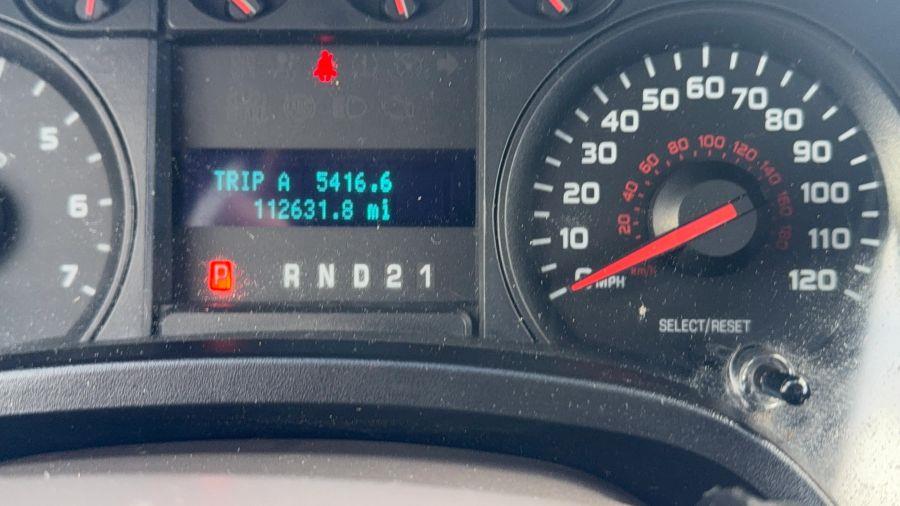 5
6
7
TRIP A 5416.6
112631.8 mi
P R N D 2 1
0 10 20 30 40 50 60 70 80 90 100 110 120
MPH
20 40 60 80 100 120 140 160 180
km/h
SELECT/RESET